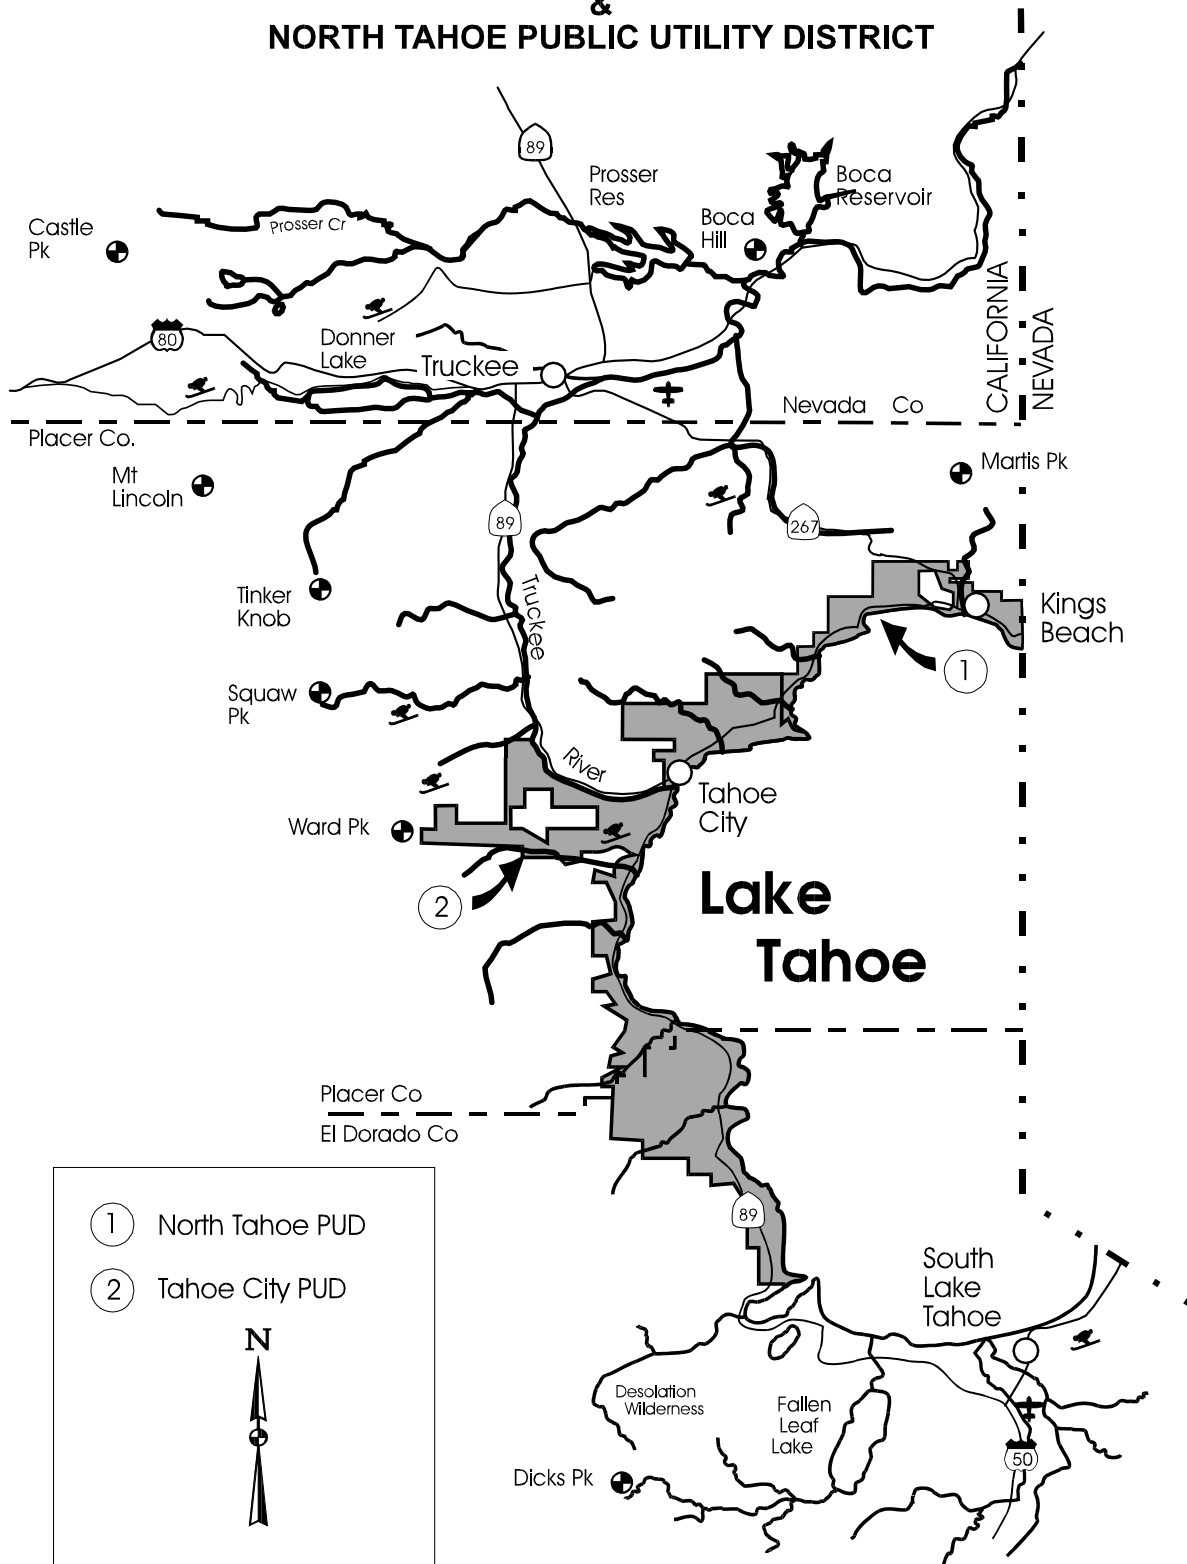 &
NORTH TAHOE PUBLIC UTILITY DISTRICT
89
Prosser
Res
Boca
Reservoir
Boca
Hill
Castle
Pk
Prosser Cr
80
Donner
Lake
Truckee
CALIFORNIA
NEVADA
Nevada Co
Placer Co.
Mt
Lincoln
Martis Pk
89
267
Tinker
Knob
Truckee
Kings
Beach
1
Squaw
Pk
River
Tahoe
City
Ward Pk
2
Lake
Tahoe
Placer Co
El Dorado Co
1 North Tahoe PUD
2 Tahoe City PUD
N
89
South
Lake
Tahoe
Desolation
Wilderness
Fallen
Leaf
Lake
50
Dicks Pk